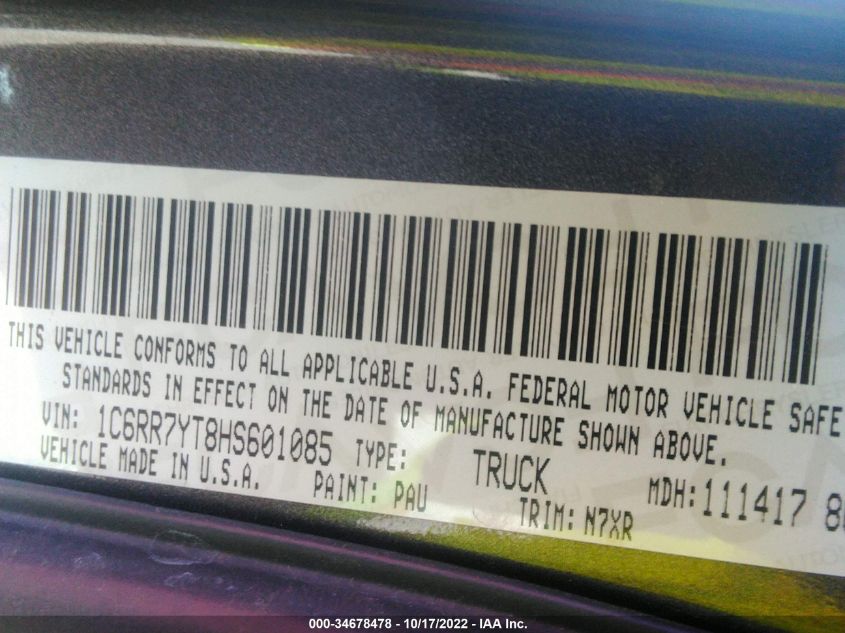 THIS VEHICLE CONFORMS TO ALL APPLICABLE U.S.A. FEDERAL MOTOR VEHICLE SAFE
STANDARDS IN EFFECT ON THE DATE OF MANUFACTURE SHOWN ABOVE.
VIN: 1C6RR7YT8HS601085 TYPE: TRUCK MDH: 111417
VEHICLE MADE IN U.S.A. PAINT: PAU TRIM: N7XR
000-34678478 - 10/17/2022 - IAA Inc.